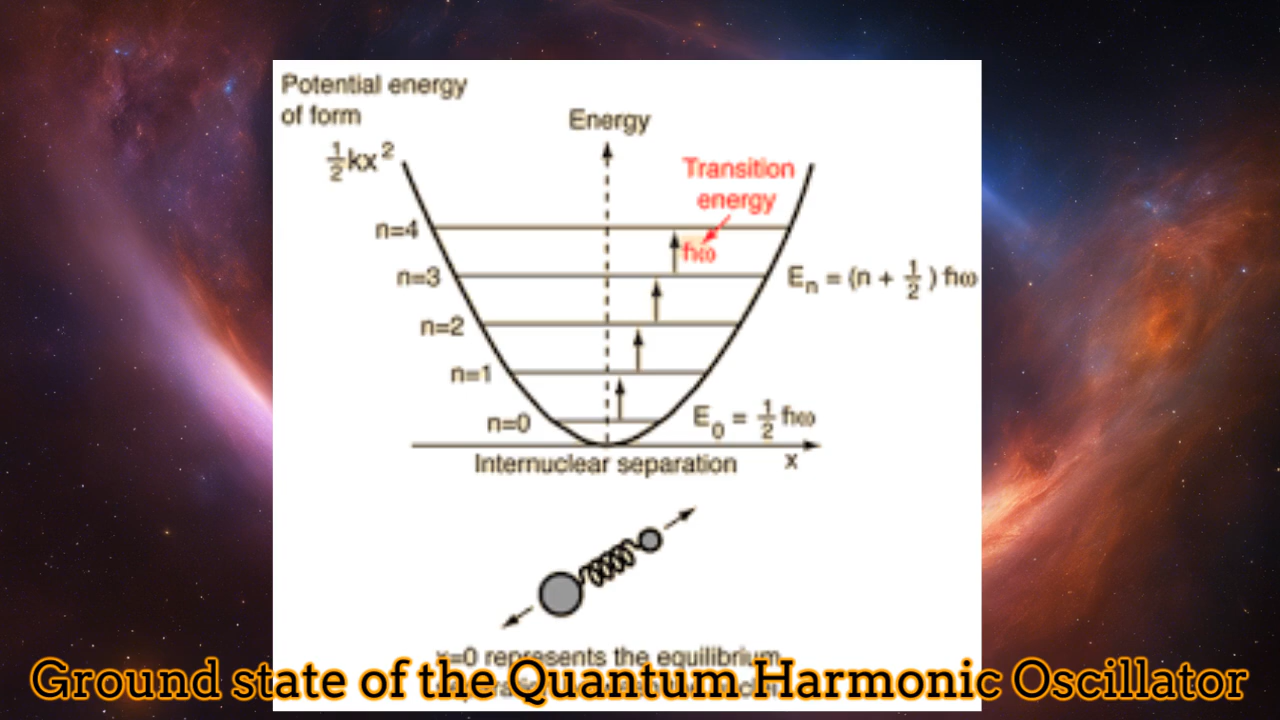 Potential energy
of form
½kx²
Energy
Transition
energy
ħω
n=4
n=3
Eₙ = (n + ½ ) ħω
n=2
n=1
n=0
E₀ = ½ ħω
Internuclear separation
x
x=0 represents the equilibrium
Ground state of the Quantum Harmonic Oscillator